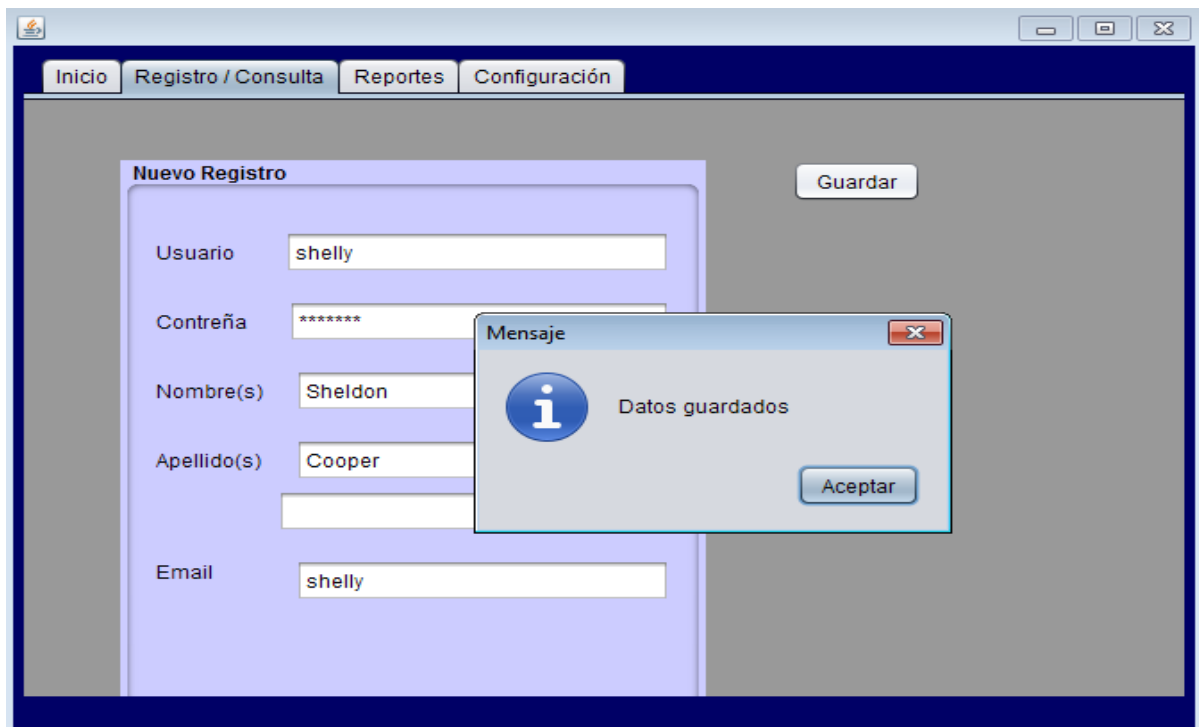 Inicio Registro / Consulta Reportes Configuración
Nuevo Registro
Guardar
Usuario shelly
Contreña *******
Mensaje
Nombre(s) Sheldon
Datos guardados
Apellido(s) Cooper
Aceptar
Email shelly